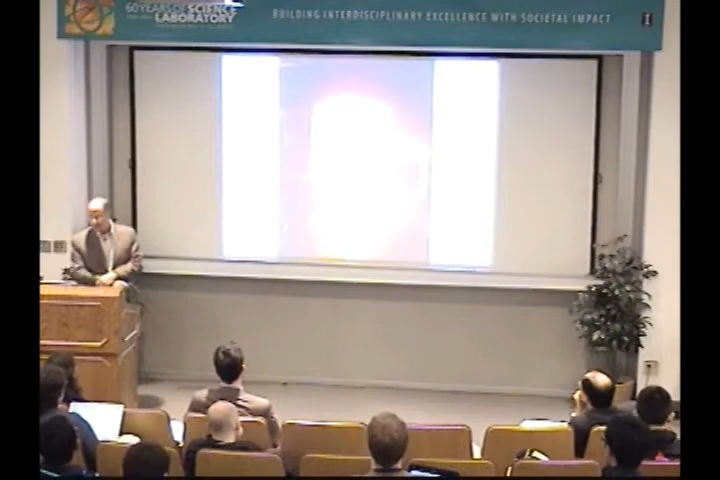 60 YEARS OF SCIENCE
LABORATORY
BUILDING INTERDISCIPLINARY EXCELLENCE WITH SOCIETAL IMPACT
I